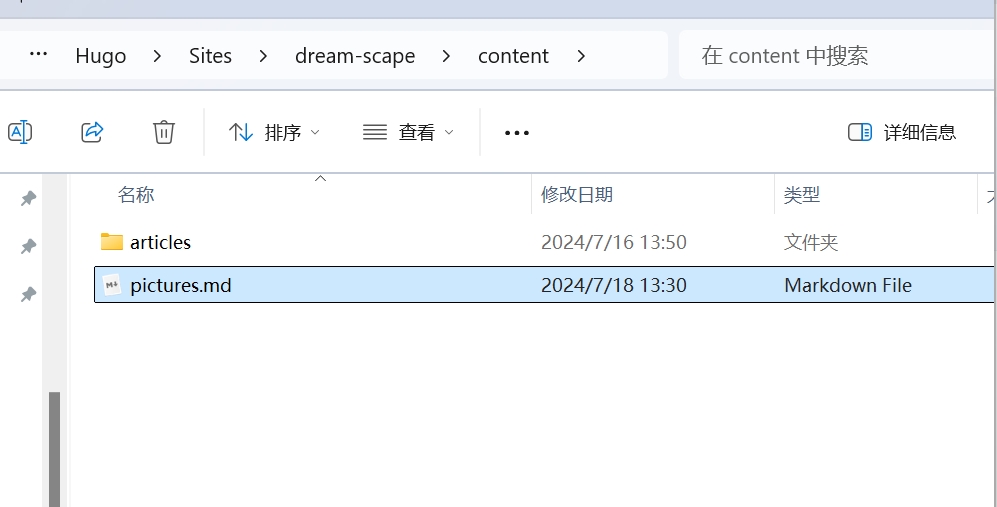 … Hugo > Sites > dream-scape > content >
在 content 中搜索
排序 查看 … 详细信息
名称 修改日期 类型
articles 2024/7/16 13:50 文件夹
pictures.md 2024/7/18 13:30 Markdown File